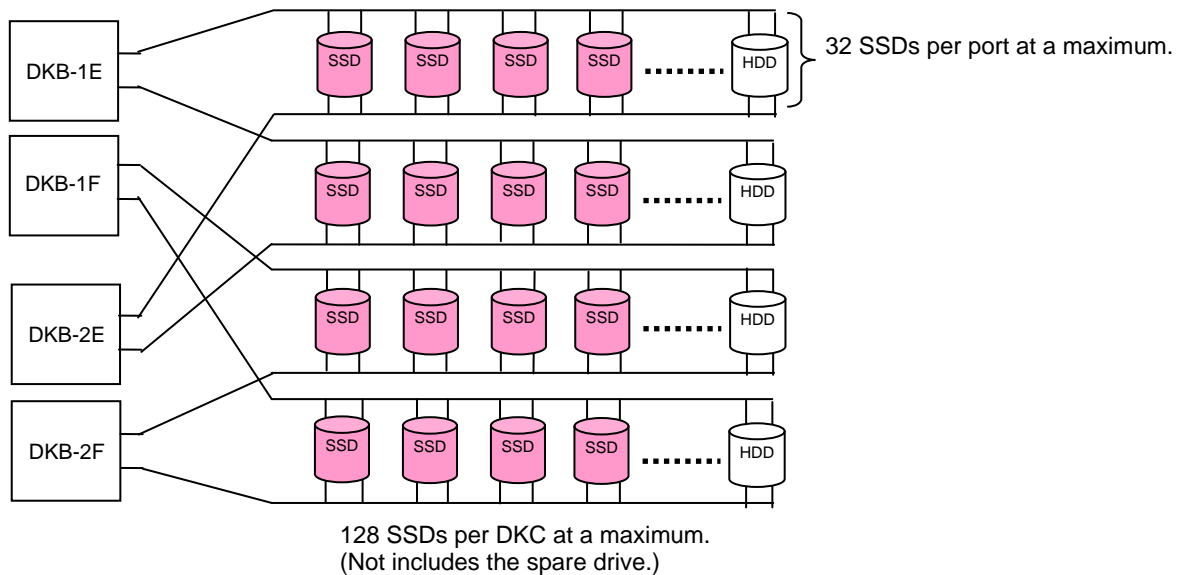 DKB-1E
SSD SSD SSD SSD HDD
32 SSDs per port at a maximum.
DKB-1F
SSD SSD SSD SSD HDD
DKB-2E
SSD SSD SSD SSD HDD
DKB-2F
SSD SSD SSD SSD HDD
128 SSDs per DKC at a maximum.
(Not includes the spare drive.)